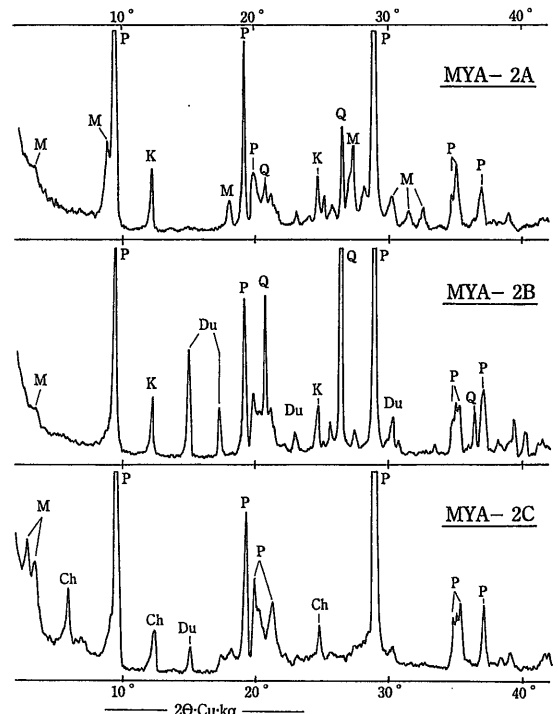 10° 20° 30° 40°
P P P
MYA- 2A
M M K M P Q K Q M M P P
P Q P
MYA- 2B
M K Du P Q Du K Du P Q P
P P
MYA- 2C
M Ch Ch Du P P Ch P P
10° 20° 30° 40°
2Θ·Cu·kα